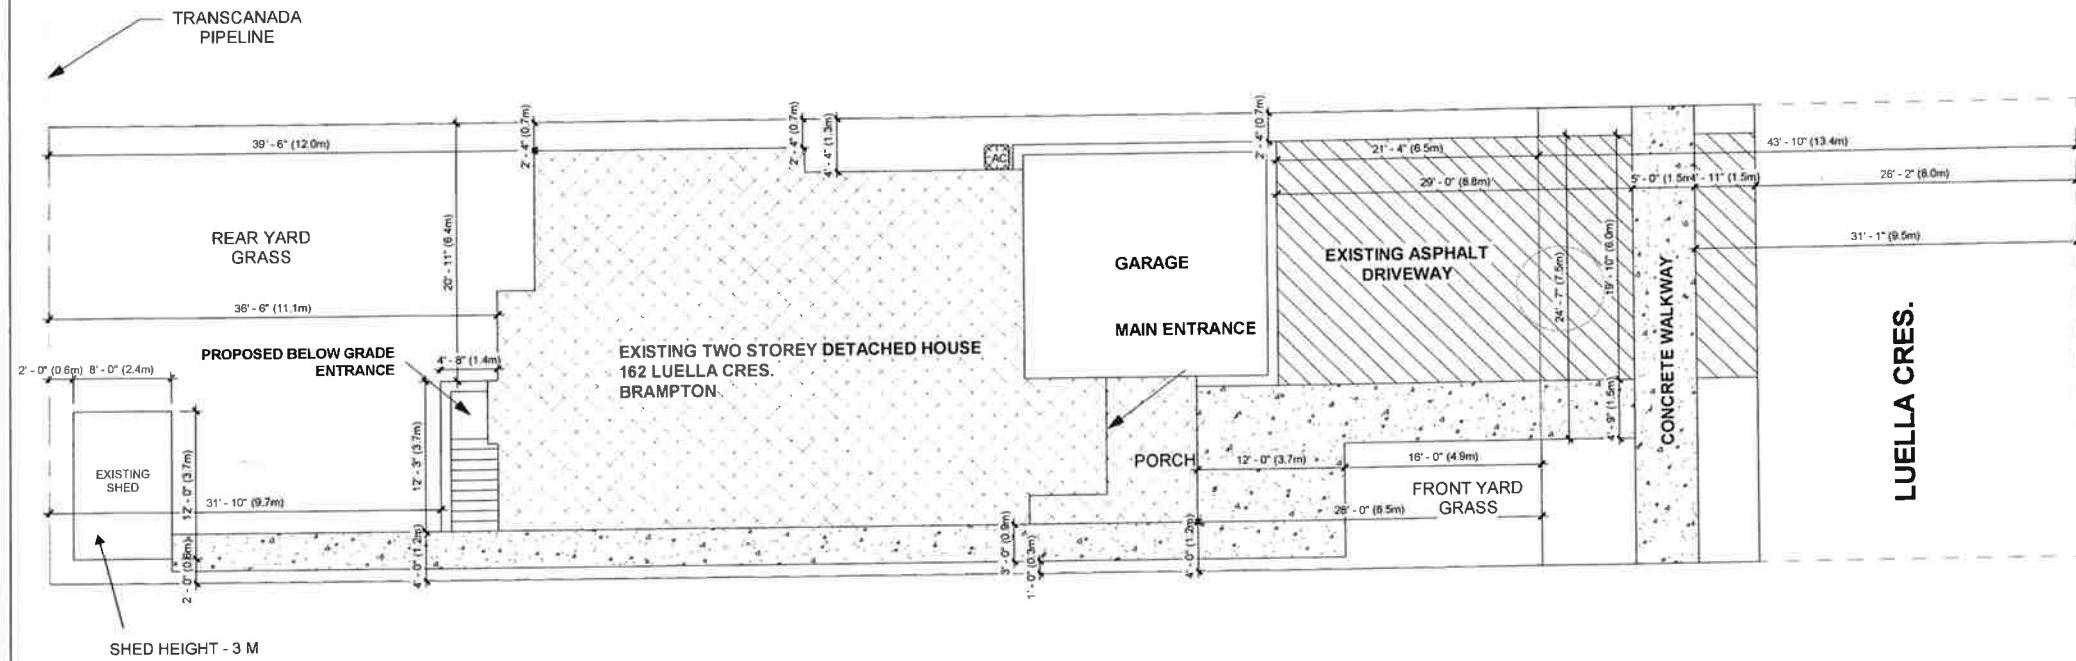 TRANSCANADA
PIPELINE
39' - 6" (12.0m)
2' - 4" (0.7m)
2' - 4" (0.7m)
4' - 4" (1.3m)
2' - 4" (0.7m)
AC
21' - 4" (6.5m)
43' - 10" (13.4m)
29' - 0" (8.8m)
5' - 0" (1.5m)
4' - 11" (1.5m)
26' - 2" (8.0m)
REAR YARD
GRASS
20' - 11" (6.4m)
31' - 1" (9.5m)
GARAGE
EXISTING ASPHALT
DRIVEWAY
24' - 7" (7.5m)
19' - 10" (6.0m)
36' - 6" (11.1m)
MAIN ENTRANCE
CONCRETE WALKWAY
LUELLA CRES.
PROPOSED BELOW GRADE
ENTRANCE
4' - 8" (1.4m)
EXISTING TWO STOREY DETACHED HOUSE
162 LUELLA CRES.
BRAMPTON
2' - 0" (0.6m)
8' - 0" (2.4m)
4' - 9" (1.5m)
12' - 3" (3.7m)
PORCH
12' - 0" (3.7m)
16' - 0" (4.9m)
EXISTING
SHED
12' - 0" (3.7m)
31' - 10" (9.7m)
FRONT YARD
GRASS
28' - 0" (8.5m)
2' - 0" (0.6m)
4' - 0" (1.2m)
3' - 0" (0.9m)
1' - 0" (0.3m)
4' - 0" (1.2m)
SHED HEIGHT - 3 M